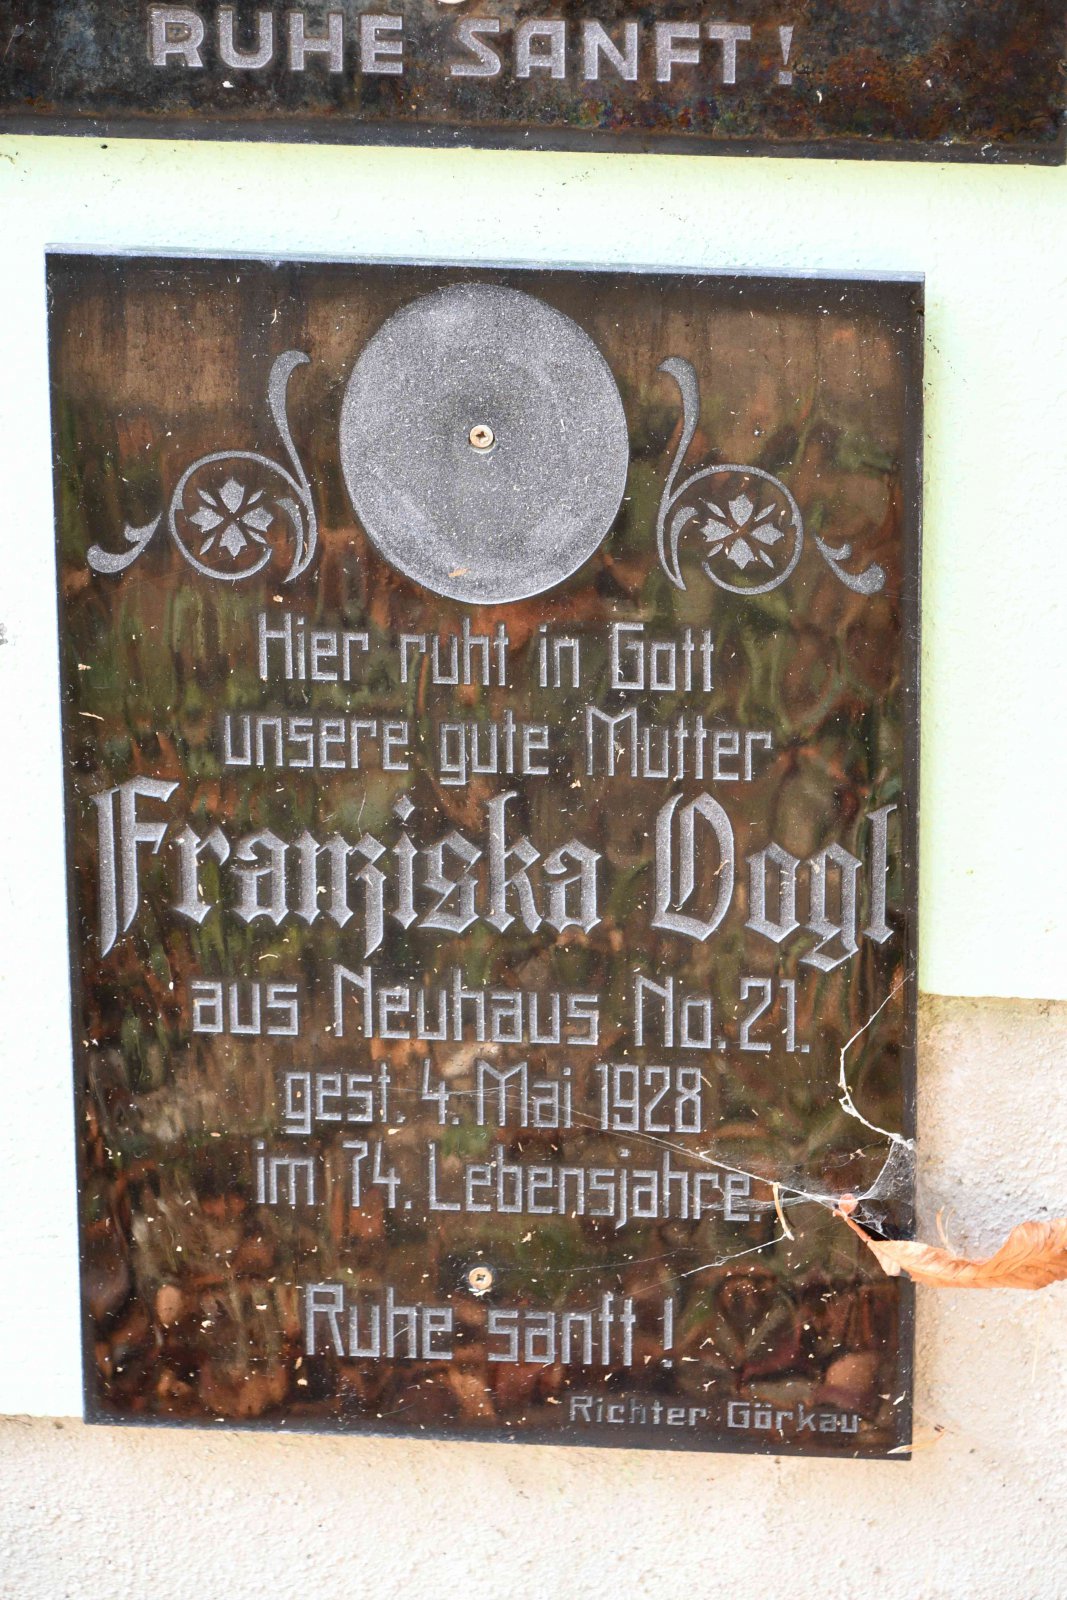 RUHE SANFT!
Hier ruht in Gott
unsere gute Mutter
Franziska Vogl
aus Neuhaus No. 21.
gest. 4. Mai 1928
im 74. Lebensjahre.
Ruhe sanft!
Richter Görkau